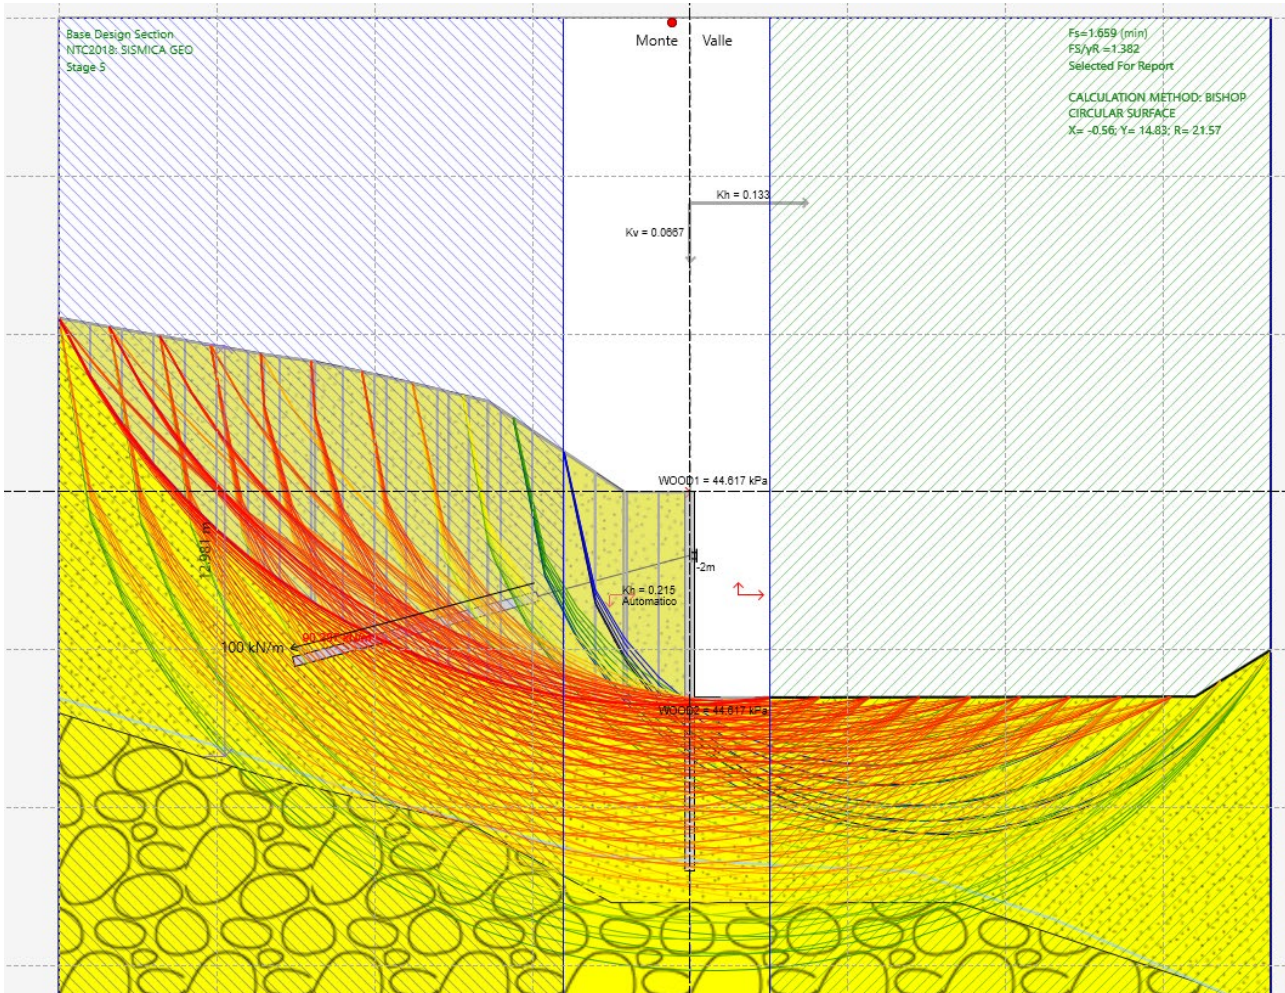 Base Design Section
NTC2018: SISMICA GEO
Stage 5
Monte
Valle
Fs=1.659 (min)
FS/γR =1.382
Selected For Report
CALCULATION METHOD: BISHOP
CIRCULAR SURFACE
X= -0.56; Y= 14.83; R= 21.57
Kh = 0.133
Kv = 0.0667
WOOD1 = 44.617 kPa
-2m
12.981 m
Kh = 0.215
Automatico
100 kN/m
WOOD2 = 44.617 kPa